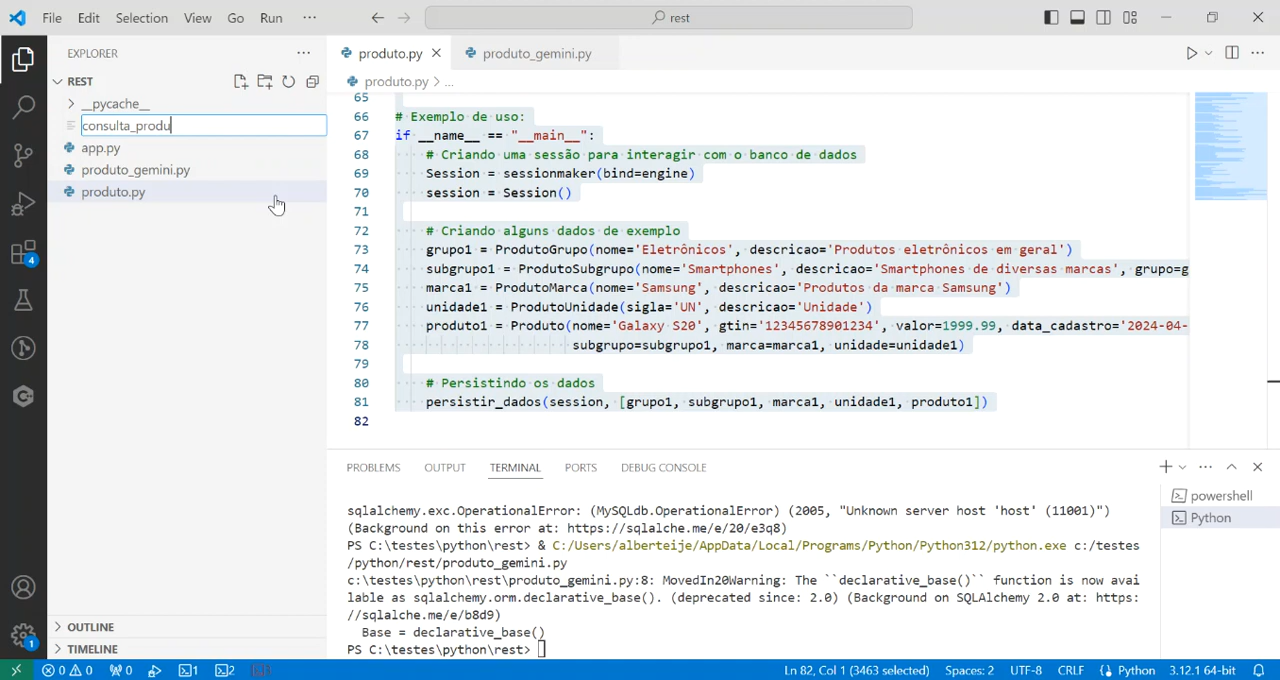 File Edit Selection View Go Run ··· rest
EXPLORER ···
REST
__pycache__
consulta_produ
app.py
produto_gemini.py
produto.py
OUTLINE
TIMELINE
produto.py produto_gemini.py
produto.py > ...
65
66 # Exemplo de uso:
67 if __name__ == "__main__":
68 # Criando uma sessão para interagir com o banco de dados
69 Session = sessionmaker(bind=engine)
70 session = Session()
71
72 # Criando alguns dados de exemplo
73 grupo1 = ProdutoGrupo(nome='Eletrônicos', descricao='Produtos eletrônicos em geral')
74 subgrupo1 = ProdutoSubgrupo(nome='Smartphones', descricao='Smartphones de diversas marcas', grupo=g
75 marca1 = ProdutoMarca(nome='Samsung', descricao='Produtos da marca Samsung')
76 unidade1 = ProdutoUnidade(sigla='UN', descricao='Unidade')
77 produto1 = Produto(nome='Galaxy S20', gtin='12345678901234', valor=1999.99, data_cadastro='2024-04-
78 subgrupo=subgrupo1, marca=marca1, unidade=unidade1)
79
80 # Persistindo os dados
81 persistir_dados(session, [grupo1, subgrupo1, marca1, unidade1, produto1])
82
PROBLEMS OUTPUT TERMINAL PORTS DEBUG CONSOLE
sqlalchemy.exc.OperationalError: (MySQLdb.OperationalError) (2005, "Unknown server host 'host' (11001)")
(Background on this error at: https://sqlalche.me/e/20/e3q8)
PS C:\testes\python\rest> & C:/Users/alberteije/AppData/Local/Programs/Python/Python312/python.exe c:/testes
/python/rest/produto_gemini.py
c:\testes\python\rest\produto_gemini.py:8: MovedIn20Warning: The ``declarative_base()`` function is now avai
lable as sqlalchemy.orm.declarative_base(). (deprecated since: 2.0) (Background on SQLAlchemy 2.0 at: https:
//sqlalche.me/e/b8d9)
Base = declarative_base()
PS C:\testes\python\rest>
powershell
Python
4
1
0 0 0 1 2 Ln 82, Col 1 (3463 selected) Spaces: 2 UTF-8 CRLF Python 3.12.1 64-bit